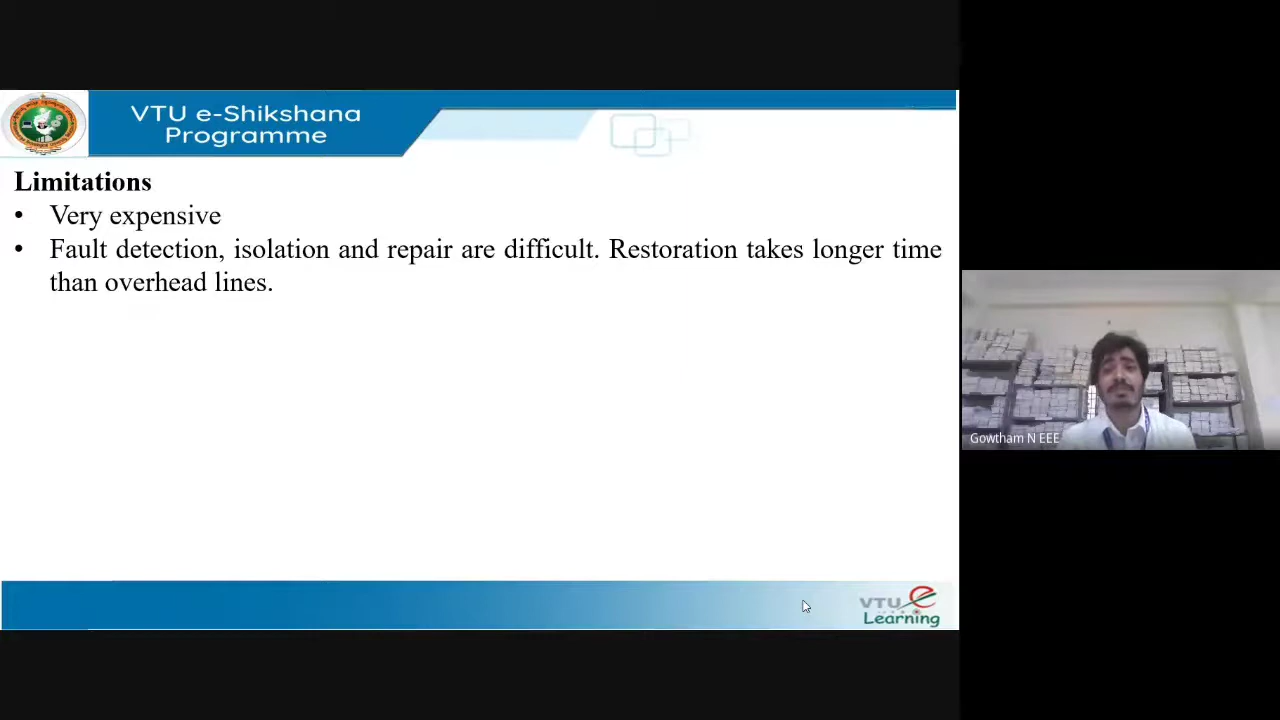 VTU e-Shikshana
Programme
Limitations
• Very expensive
• Fault detection, isolation and repair are difficult. Restoration takes longer time
than overhead lines.
Gowtham N EEE
VTU e
Learning